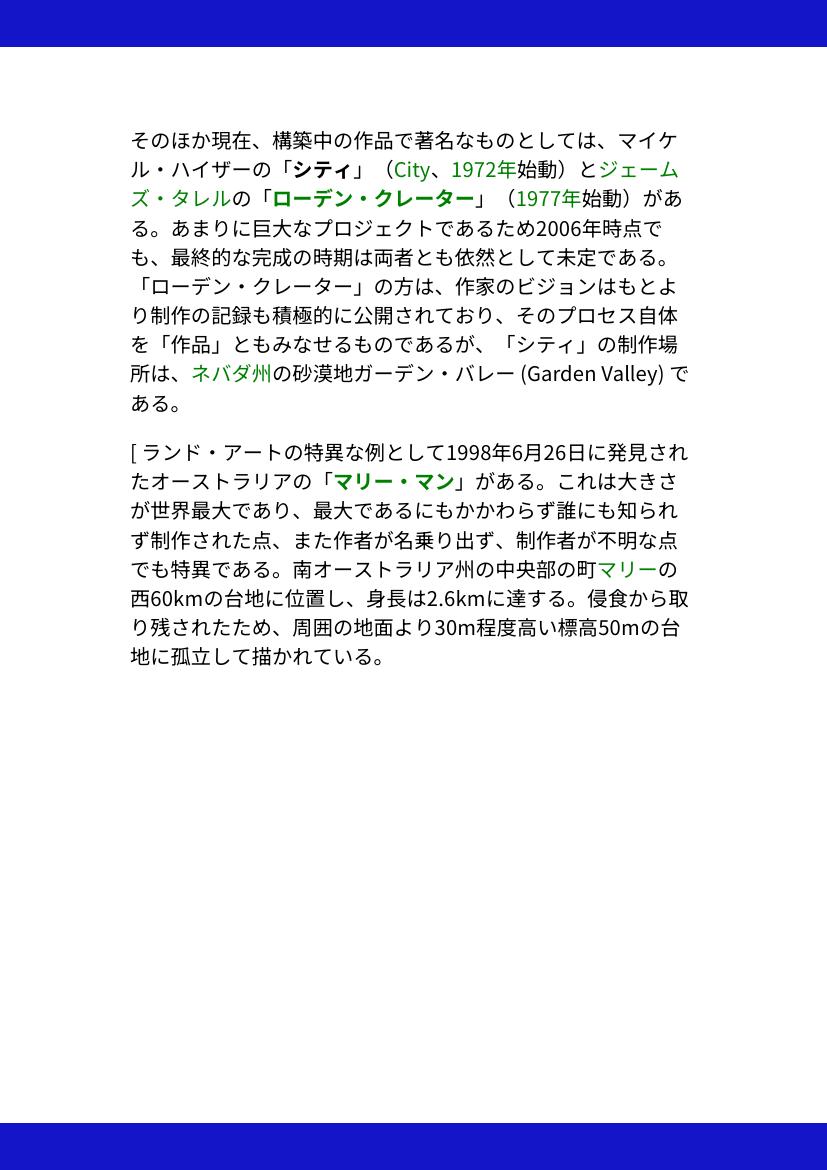 そのほか現在、構築中の作品で著名なものとしては、マイケ
ル・ハイザーの「シティ」（City、1972年始動）とジェーム
ズ・タレルの「ローデン・クレーター」（1977年始動）があ
る。あまりに巨大なプロジェクトであるため2006年時点で
も、最終的な完成の時期は両者とも依然として未定である。
「ローデン・クレーター」の方は、作家のビジョンはもとよ
り制作の記録も積極的に公開されており、そのプロセス自体
を「作品」ともみなせるものであるが、「シティ」の制作場
所は、ネバダ州の砂漠地ガーデン・バレー (Garden Valley) で
ある。
[ ランド・アートの特異な例として1998年6月26日に発見され
たオーストラリアの「マリー・マン」がある。これは大きさ
が世界最大であり、最大であるにもかかわらず誰にも知られ
ず制作された点、また作者が名乗り出ず、制作者が不明な点
でも特異である。南オーストラリア州の中央部の町マリーの
西60kmの台地に位置し、身長は2.6kmに達する。侵食から取
り残されたため、周囲の地面より30m程度高い標高50mの台
地に孤立して描かれている。